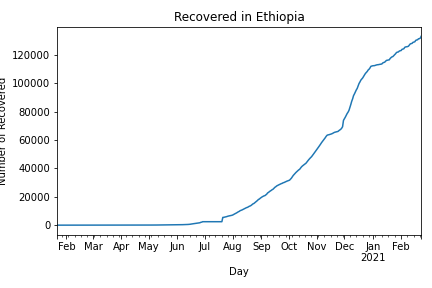 Recovered in Ethiopia
Number of Recovered
120000
100000
80000
60000
40000
20000
0
Feb Mar Apr May Jun Jul Aug Sep Oct Nov Dec Jan Feb
2021
Day